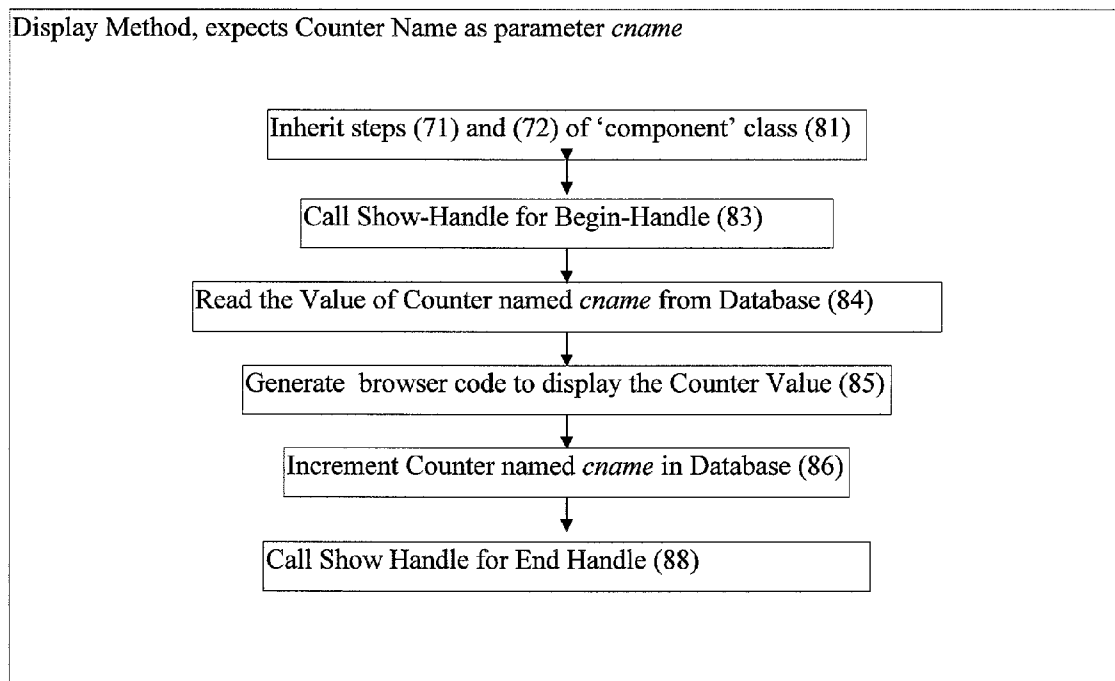 Display Method, expects Counter Name as parameter cname
Inherit steps (71) and (72) of ‘component’ class (81)
Call Show-Handle for Begin-Handle (83)
Read the Value of Counter named cname from Database (84)
Generate browser code to display the Counter Value (85)
Increment Counter named cname in Database (86)
Call Show Handle for End Handle (88)